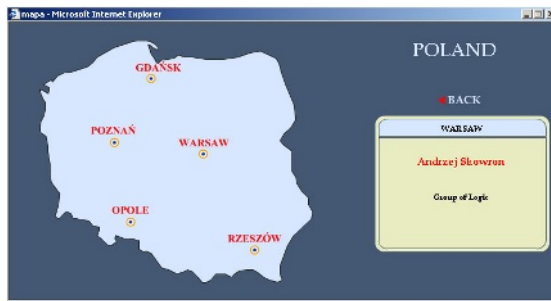 mapa - Microsoft Internet Explorer
POLAND
GDAŃSK
BACK
POZNAŃ
WARSAW
WARSAW
Andrzej Skowron
Group of Logic
OPOLE
RZESZÓW